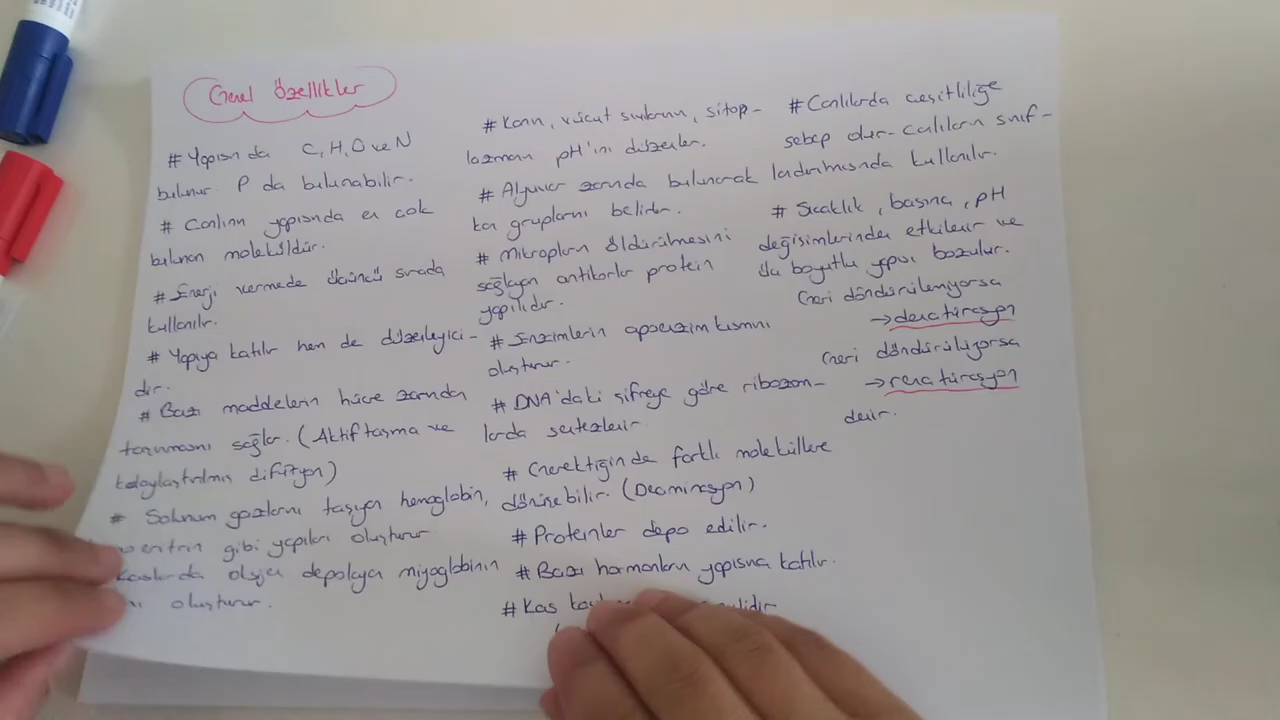 Genel Özellikler
# Yapısında C, H, O ve N
bulunur. P da bulunabilir.
# Canlının yapısında en çok
bulunan moleküldür.
# Enerji vermede üçüncü sırada
kullanılır.
# Yapıya katılır hem de düzenleyici-
dir.
# Bazı maddelerin hücre zarında
taşınmasını sağlar. (Aktif taşıma ve
kolaylaştırılmış difüzyon)
# Solunum gazlarını taşıyan hemoglobin,
gibi yapıları oluşturur
kaslarda oksijen depolayan miyoglobinin
oluşturur.
# Kanın, vücut sıvılarının, sitop-
lazmanın pH'ını düzenler.
# Alyuvar zarında bulunarak
kan gruplarını belirler.
# Mikropların öldürülmesini
sağlayan antikorlar protein
yapılıdır.
# Enzimlerin apoenzim kısmını
oluşturur.
# DNA'daki şifreye göre ribozom-
larda sentezlenir.
# Gerektiğinde farklı moleküllere
dönüşebilir. (Deaminasyon)
# Proteinler depo edilir.
# Bazı hormonların yapısına katılır.
# Kas
# Canlılarda çeşitliliğe
sebep olur - canlıların sınıf-
landırılmasında kullanılır.
# Sıcaklık, basınç, pH
değişimlerinden etkilenir ve
üç boyutlu yapısı bozulur.
Geri döndürülemiyorsa
→ denatürasyon
Geri döndürülüyorsa
→ renatürasyon
denir.